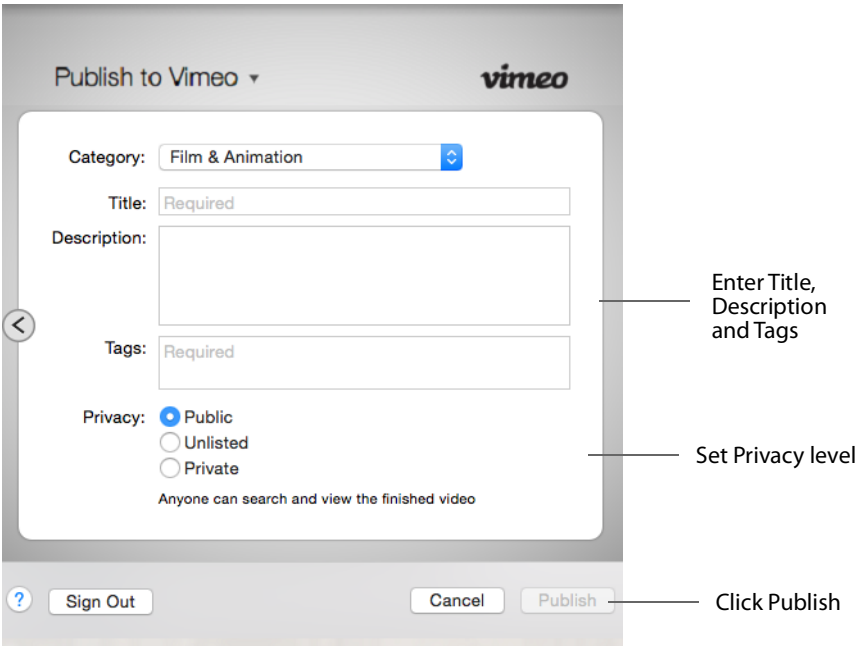 Publish to Vimeo
vimeo
Category: Film & Animation
Title: Required
Description:
Enter Title,
Description
and Tags
Tags: Required
Privacy: Public
Unlisted
Private
Set Privacy level
Anyone can search and view the finished video
? Sign Out Cancel Publish
Click Publish